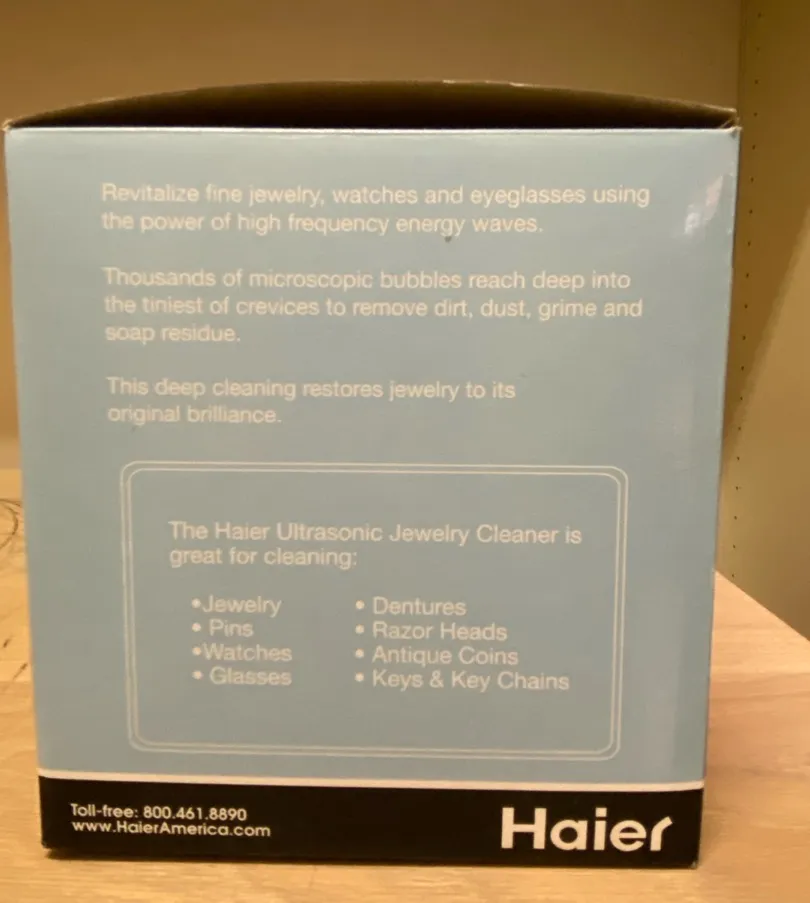 Revitalize fine jewelry, watches and eyeglasses using
the power of high frequency energy waves.
Thousands of microscopic bubbles reach deep into
the tiniest of crevices to remove dirt, dust, grime and
soap residue.
This deep cleaning restores jewelry to its
original brilliance.
The Haier Ultrasonic Jewelry Cleaner is
great for cleaning:
•Jewelry
• Pins
•Watches
• Glasses
• Dentures
• Razor Heads
• Antique Coins
• Keys & Key Chains
Toll-free: 800.461.8890
www.HaierAmerica.com
Haier